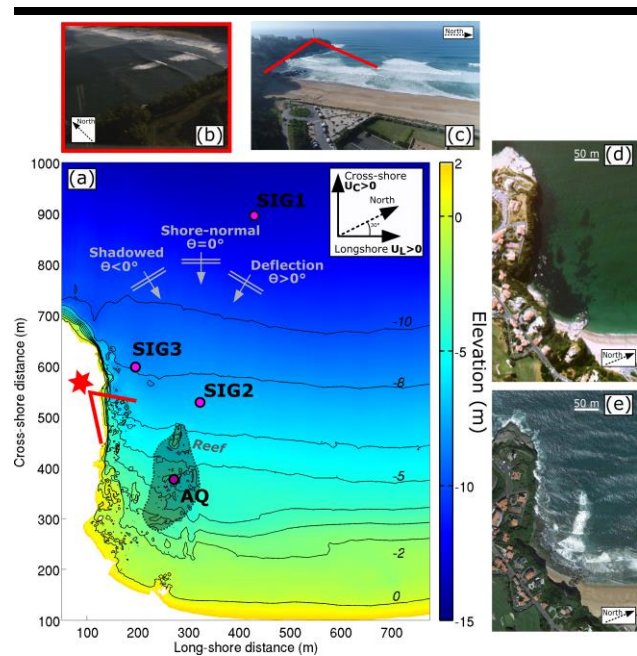 North
(b)
North
(c)
(a)
SIG1
Cross-shore
U_C>0
North
30°
Longshore U_L>0
Shore-normal
Θ=0°
Shadowed
Θ<0°
Deflection
Θ>0°
-10
SIG3
-8
SIG2
Reef
-5
AQ
-2
0
1000
900
800
700
600
500
400
300
200
100
Cross-shore distance (m)
100
200
300
400
500
600
700
Long-shore distance (m)
2
0
-5
-10
-15
Elevation (m)
50 m
(d)
North
50 m
(e)
North